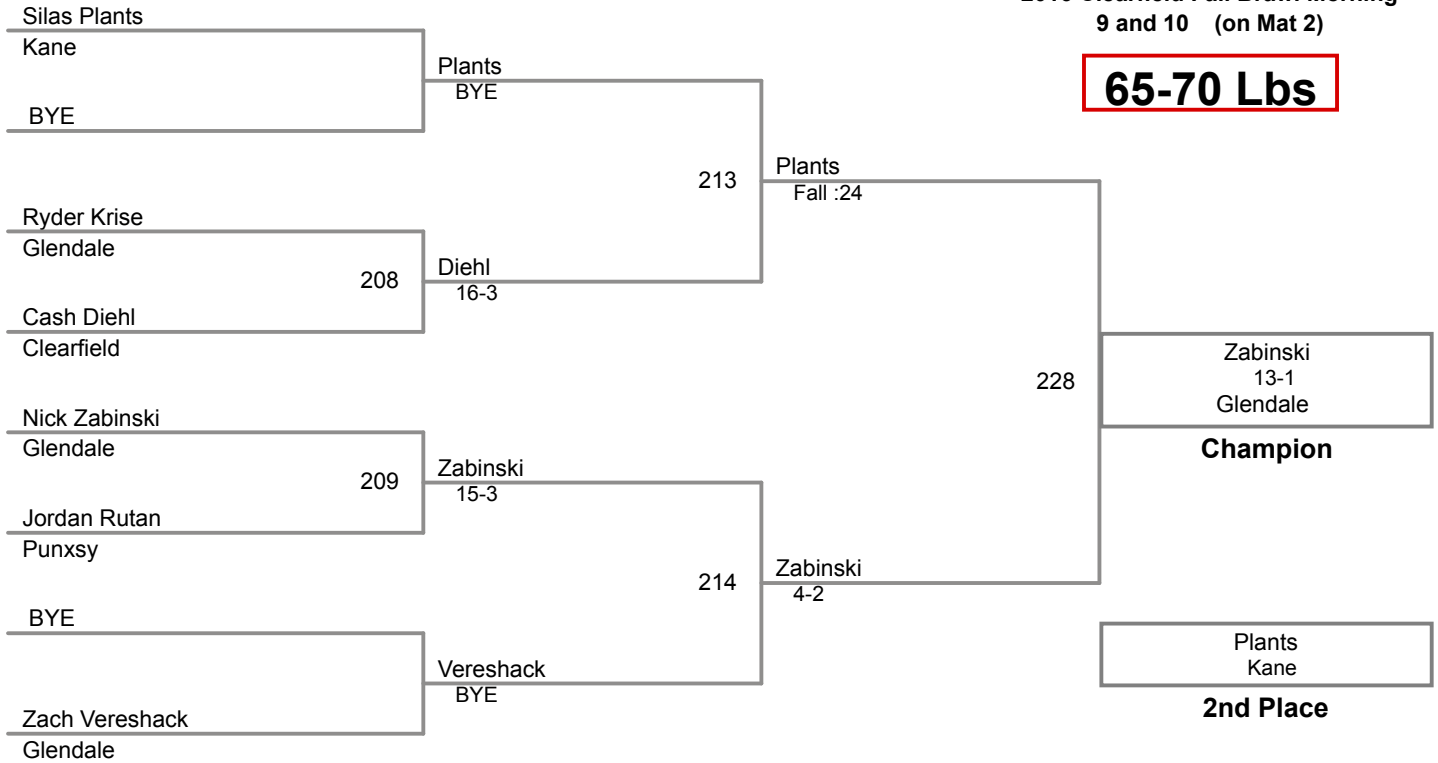 9 and 10 (on Mat 2)
65-70 Lbs
Silas Plants
Kane
Plants
BYE
BYE
213
Plants
Fall :24
Ryder Krise
Glendale
208
Diehl
16-3
Cash Diehl
Clearfield
228
Zabinski
13-1
Glendale
Champion
Nick Zabinski
Glendale
209
Zabinski
15-3
Jordan Rutan
Punxsy
214
Zabinski
4-2
BYE
Vereshack
BYE
Zach Vereshack
Glendale
Plants
Kane
2nd Place